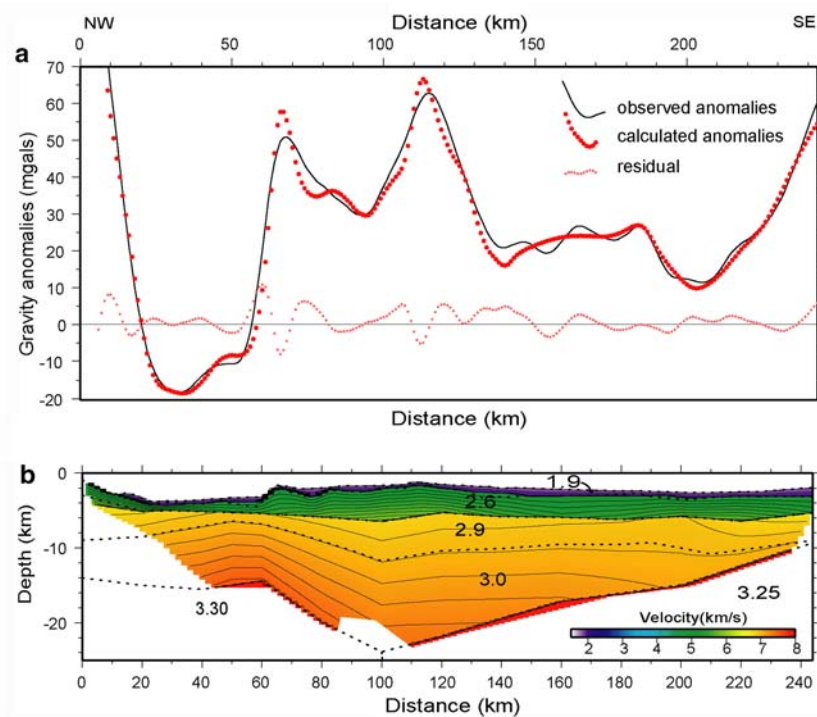 NW Distance (km) SE
0 50 100 150 200
a
70
60
50
40
30
20
10
0
-10
-20
Gravity anomalies (mgals)
observed anomalies
calculated anomalies
residual
Distance (km)
b
0
-10
-20
Depth (km)
1.9
2.6
2.9
3.0
3.30
3.25
Velocity(km/s)
2 3 4 5 6 7 8
0 20 40 60 80 100 120 140 160 180 200 220 240
Distance (km)